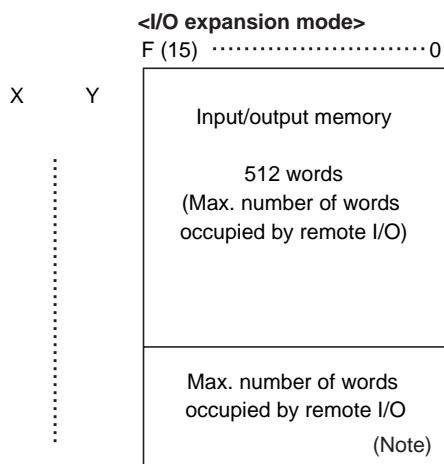 <I/O expansion mode>
F (15) 0
X Y
Input/output memory
512 words
(Max. number of words
occupied by remote I/O)
Max. number of words
occupied by remote I/O
(Note)